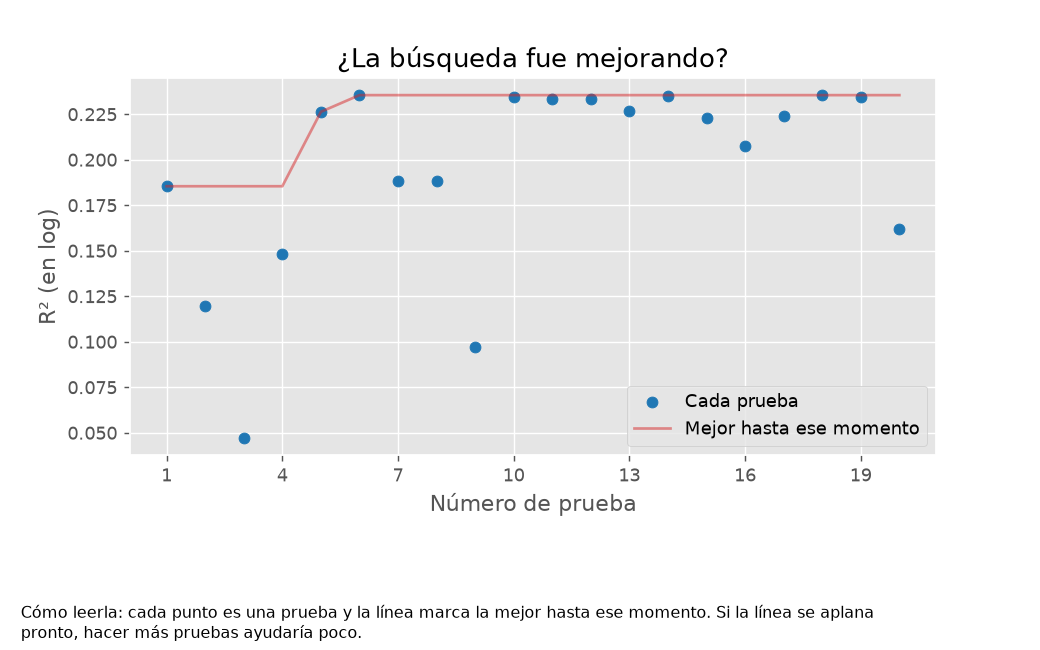 ¿La búsqueda fue mejorando?
0.225
0.200
0.175
0.150
0.125
0.100
0.075
0.050
R² (en log)
Cada prueba
Mejor hasta ese momento
1 4 7 10 13 16 19
Número de prueba
Cómo leerla: cada punto es una prueba y la línea marca la mejor hasta ese momento. Si la línea se aplana
pronto, hacer más pruebas ayudaría poco.